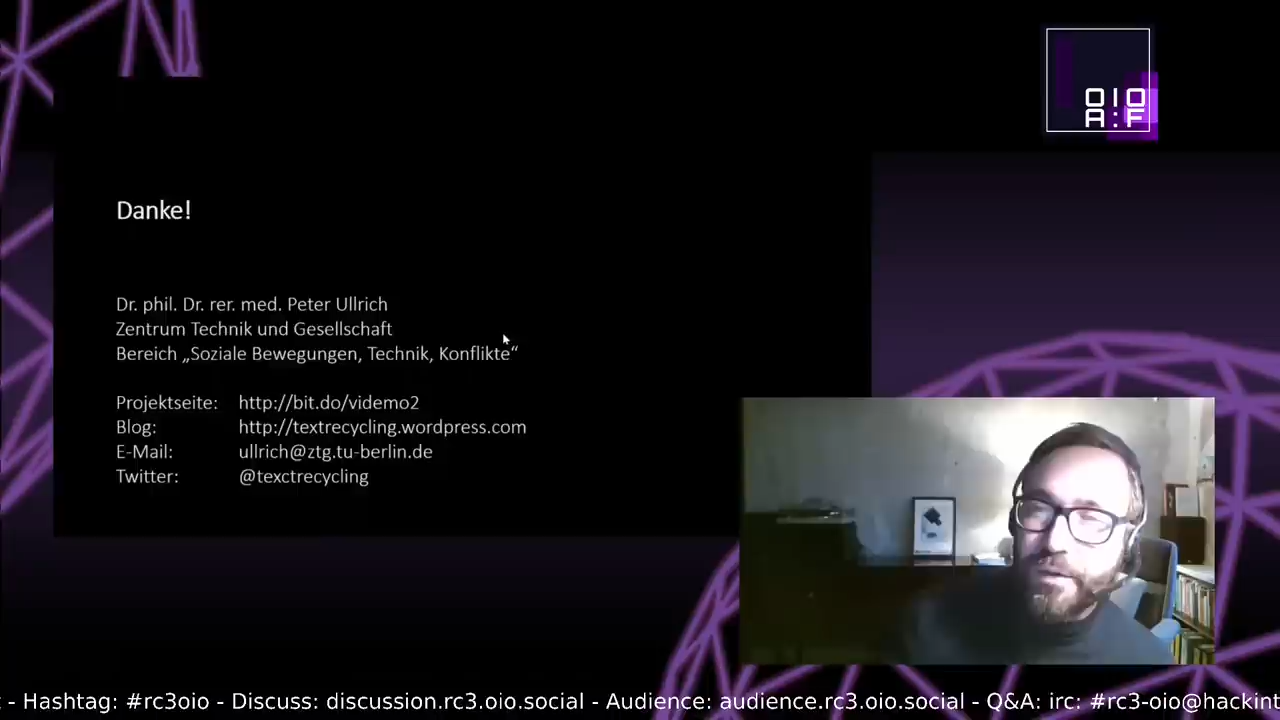 OIO
A:F
Danke!
Dr. phil. Dr. rer. med. Peter Ullrich
Zentrum Technik und Gesellschaft
Bereich „Soziale Bewegungen, Technik, Konflikte“
Projektseite: http://bit.do/videmo2
Blog: http://textrecycling.wordpress.com
E-Mail: ullrich@ztg.tu-berlin.de
Twitter: @texctrecycling
- Hashtag: #rc3oio - Discuss: discussion.rc3.oio.social - Audience: audience.rc3.oio.social - Q&A: irc: #rc3-oio@hackint